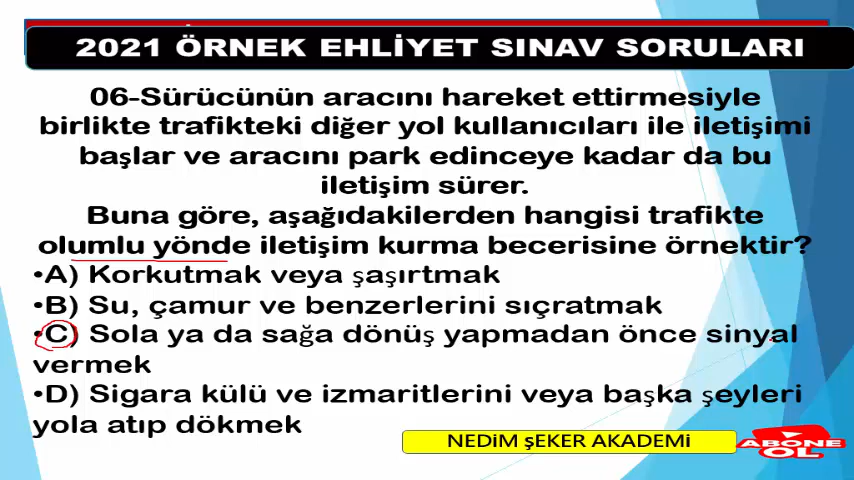 2021 ÖRNEK EHLİYET SINAV SORULARI
06-Sürücünün aracını hareket ettirmesiyle
birlikte trafikteki diğer yol kullanıcıları ile iletişimi
başlar ve aracını park edinceye kadar da bu
iletişim sürer.
Buna göre, aşağıdakilerden hangisi trafikte
olumlu yönde iletişim kurma becerisine örnektir?
•A) Korkutmak veya şaşırtmak
•B) Su, çamur ve benzerlerini sıçratmak
•C) Sola ya da sağa dönüş yapmadan önce sinyal
vermek
•D) Sigara külü ve izmaritlerini veya başka şeyleri
yola atıp dökmek
NEDiM ŞEKER AKADEMi
ABONE
OL